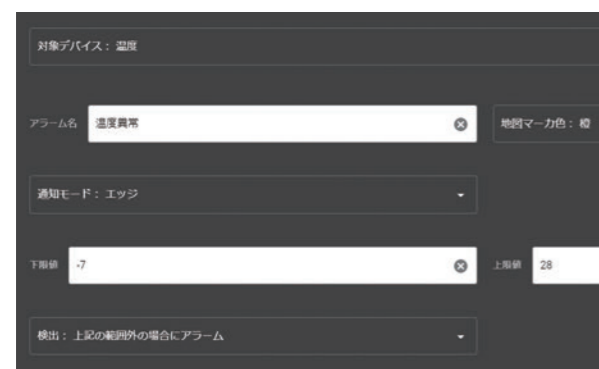 対象デバイス： 温度
アラーム名 温度異常 地図マーカ色： 橙
通知モード： エッジ
下限値 -7 上限値 28
検出： 上記の範囲外の場合にアラーム